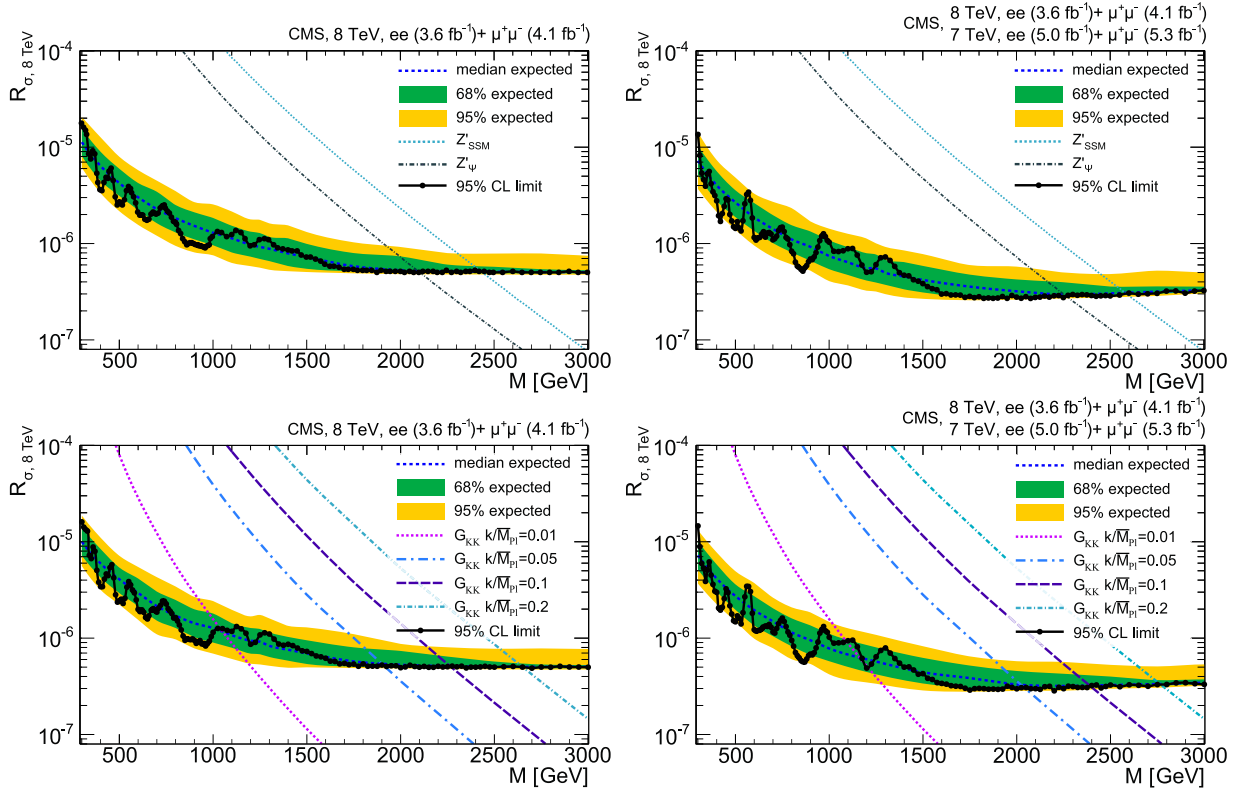 CMS, 8 TeV, ee (3.6 fb⁻¹)+ μ⁺μ⁻ (4.1 fb⁻¹)
R σ, 8 TeV
10⁻⁴
10⁻⁵
10⁻⁶
10⁻⁷
median expected
68% expected
95% expected
Z'SSM
Z'Ψ
95% CL limit
500 1000 1500 2000 2500 3000
M [GeV]
CMS, 8 TeV, ee (3.6 fb⁻¹)+ μ⁺μ⁻ (4.1 fb⁻¹)
7 TeV, ee (5.0 fb⁻¹)+ μ⁺μ⁻ (5.3 fb⁻¹)
R σ, 8 TeV
10⁻⁴
10⁻⁵
10⁻⁶
10⁻⁷
median expected
68% expected
95% expected
Z'SSM
Z'Ψ
95% CL limit
500 1000 1500 2000 2500 3000
M [GeV]
CMS, 8 TeV, ee (3.6 fb⁻¹)+ μ⁺μ⁻ (4.1 fb⁻¹)
R σ, 8 TeV
10⁻⁴
10⁻⁵
10⁻⁶
10⁻⁷
median expected
68% expected
95% expected
G_KK k/M̅_Pl=0.01
G_KK k/M̅_Pl=0.05
G_KK k/M̅_Pl=0.1
G_KK k/M̅_Pl=0.2
95% CL limit
500 1000 1500 2000 2500 3000
M [GeV]
CMS, 8 TeV, ee (3.6 fb⁻¹)+ μ⁺μ⁻ (4.1 fb⁻¹)
7 TeV, ee (5.0 fb⁻¹)+ μ⁺μ⁻ (5.3 fb⁻¹)
R σ, 8 TeV
10⁻⁴
10⁻⁵
10⁻⁶
10⁻⁷
median expected
68% expected
95% expected
G_KK k/M̅_Pl=0.01
G_KK k/M̅_Pl=0.05
G_KK k/M̅_Pl=0.1
G_KK k/M̅_Pl=0.2
95% CL limit
500 1000 1500 2000 2500 3000
M [GeV]